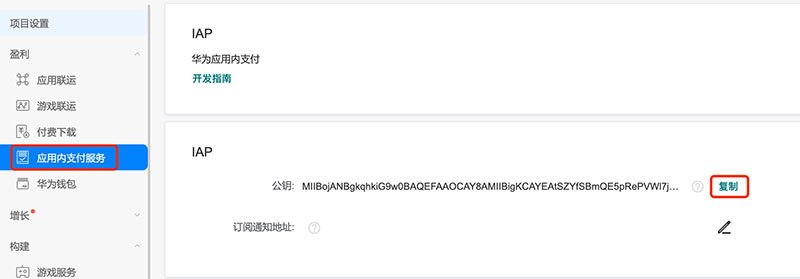 项目设置
盈利
应用联运
游戏联运
付费下载
应用内支付服务
华为钱包
增长
构建
游戏服务
IAP
华为应用内支付
开发指南
IAP
公钥: MIIBojANBgkqhkiG9w0BAQEFAAOCAY8AMIIBigKCAYEAtSZYfSBmQE5pRePVWl7j... ? 复制
订阅通知地址: ?